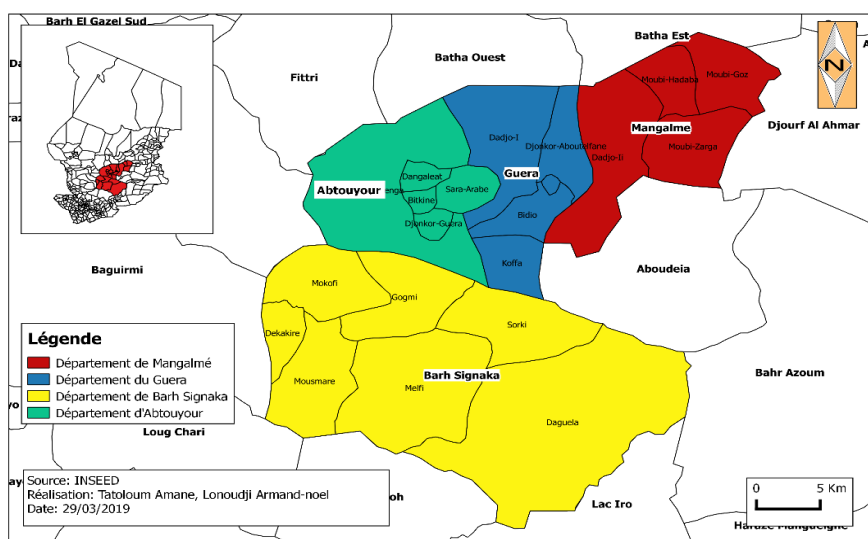 Barh El Gazel Sud
Batha Est
Batha Ouest
Fittri
N
Moubi-Hadaba
Moubi-Goz
Djourf Al Ahmar
Mangalme
Dadjo-I
Djonkor-Aboutelfane
Dadjo-Ii
Moubi-Zarga
Guera
Dangaleat
Abtouyour
Sara-Arabe
Bitkine
Djonkor-Guera
Bidio
Koffa
Baguirmi
Aboudeia
Mokofi
Gogmi
Sorki
Dekakire
Légende
Département de Mangalmé
Département du Guera
Département de Barh Signaka
Département d'Abtouyour
Mousmare
Barh Signaka
Melfi
Bahr Azoum
Daguela
Loug Chari
Source: INSEED
Réalisation: Tatoloum Amane, Lonoudji Armand-noel
Date: 29/03/2019
Lac Iro
0 5 Km